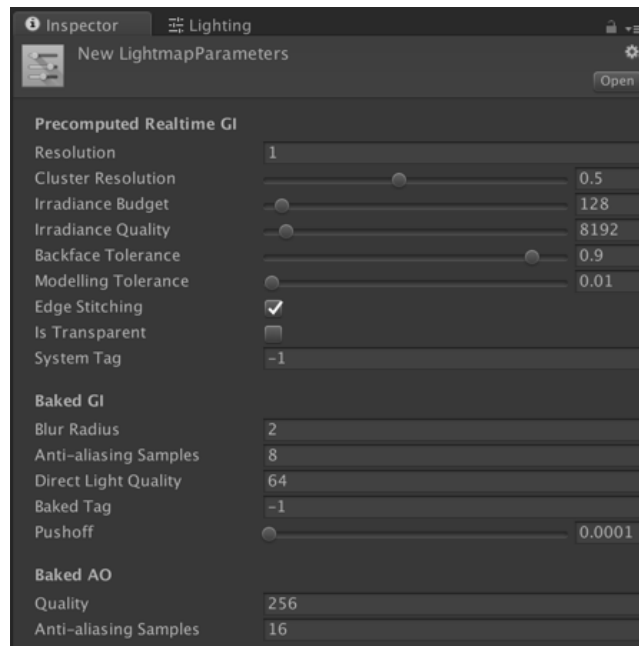 Inspector Lighting
New LightmapParameters
Open
Precomputed Realtime GI
Resolution 1
Cluster Resolution 0.5
Irradiance Budget 128
Irradiance Quality 8192
Backface Tolerance 0.9
Modelling Tolerance 0.01
Edge Stitching
Is Transparent
System Tag -1
Baked GI
Blur Radius 2
Anti-aliasing Samples 8
Direct Light Quality 64
Baked Tag -1
Pushoff 0.0001
Baked AO
Quality 256
Anti-aliasing Samples 16